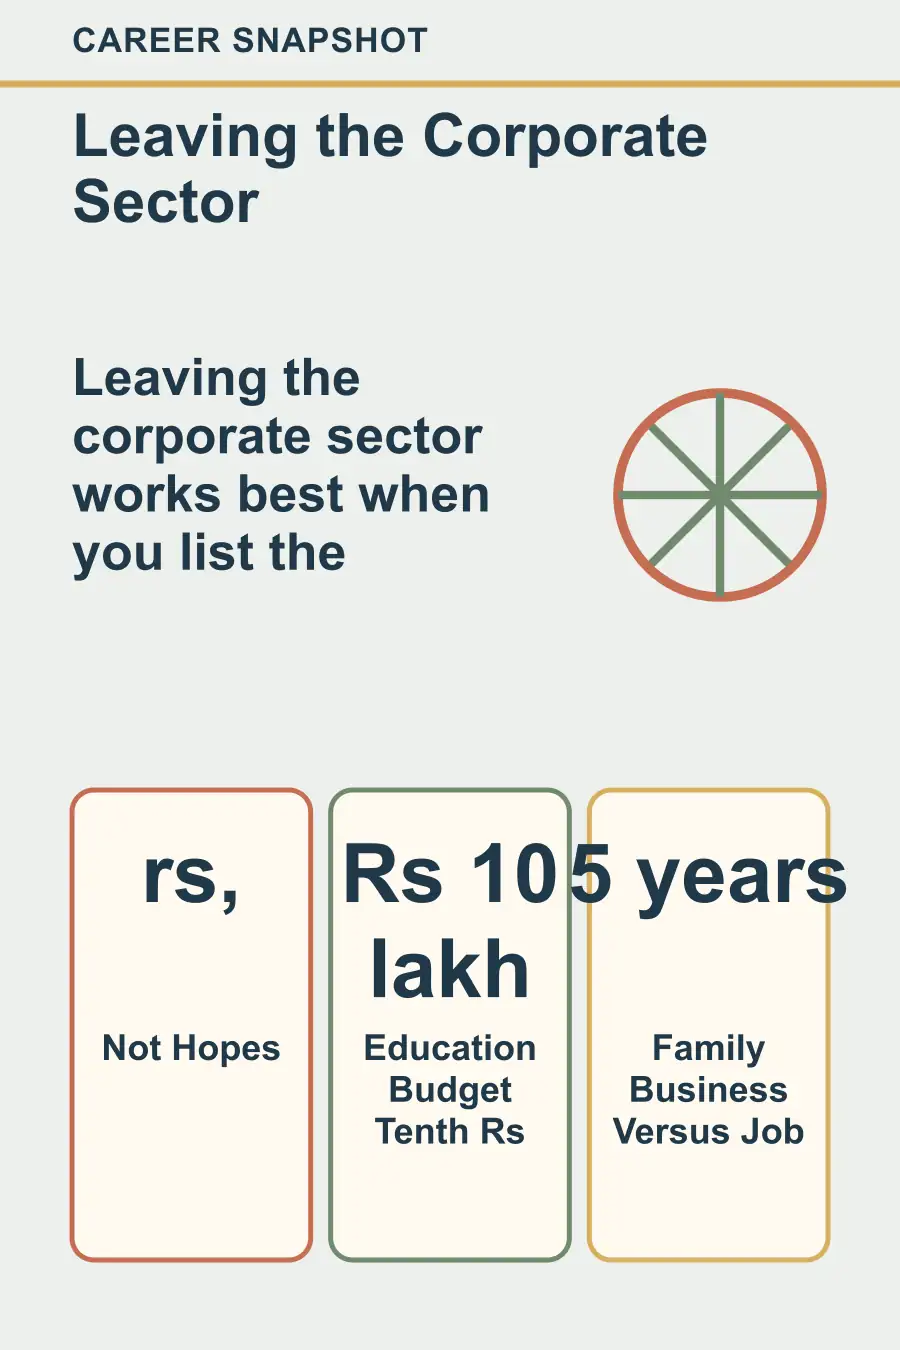 CAREER SNAPSHOT
Leaving the Corporate
Sector
Leaving the
corporate sector
works best when
you list the
rs,
Not Hopes
Rs 10
lakh
Education
Budget
Tenth Rs
5 years
Family
Business
Versus Job